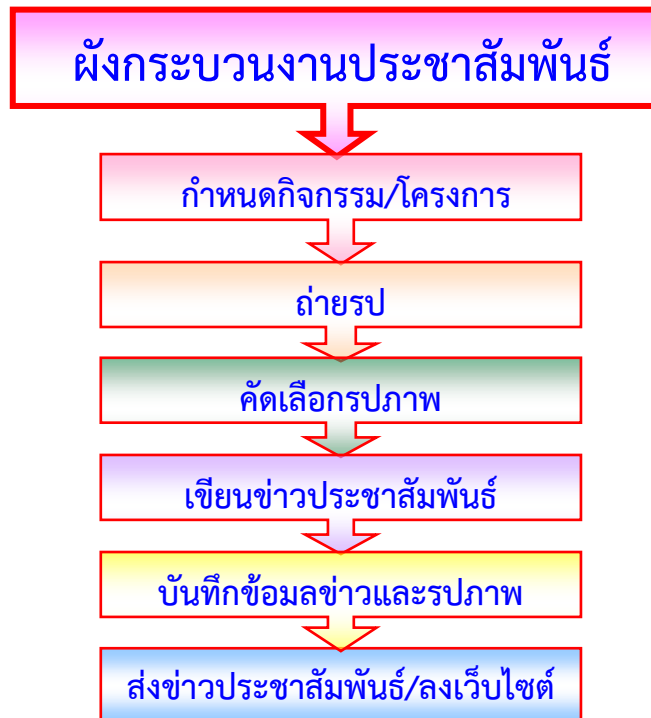 ผังกระบวนงานประชาสัมพันธ์
กำหนดกิจกรรม/โครงการ
ถ่ายรป
คัดเลือกรปภาพ
เขียนข่าวประชาสัมพันธ์
บันทึกข้อมลข่าวและรปภาพ
ส่งข่าวประชาสัมพันธ์/ลงเว็บไซต์